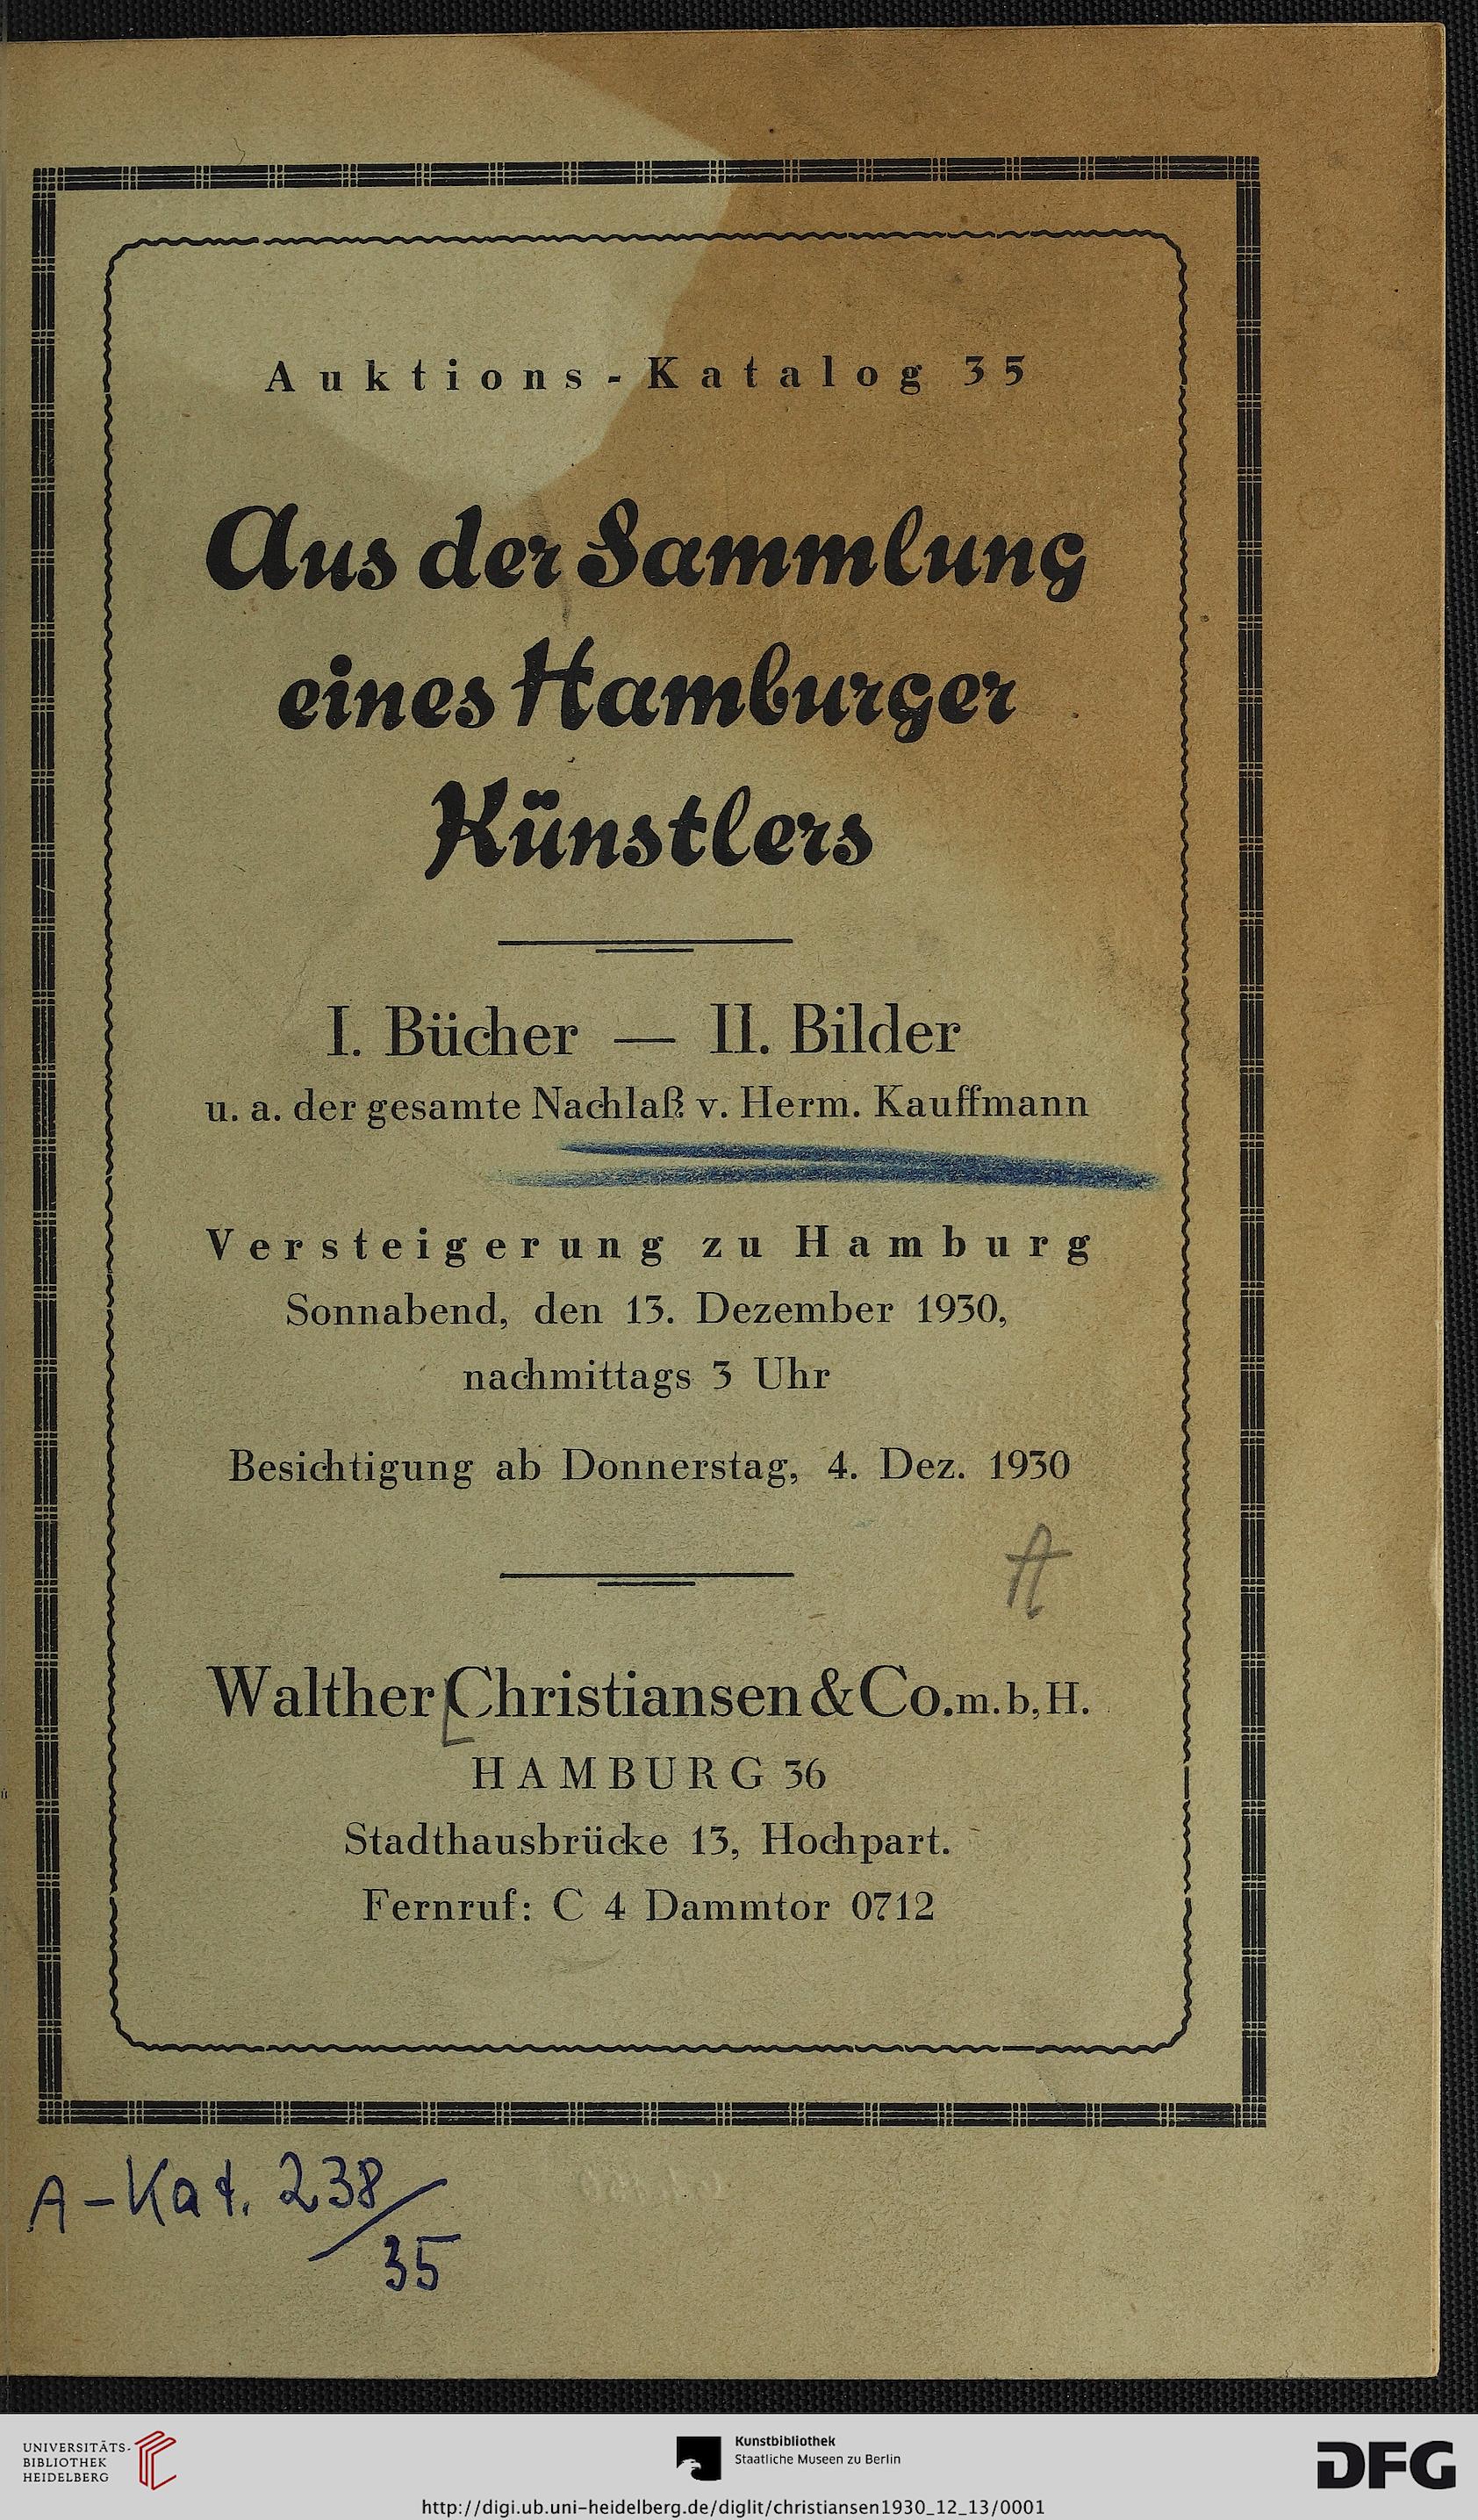 Auktions-Katalog 35
Aus der Sammlung
eines Hamburger
Künstlers
I. Bücher — II. Bilder
u. a. der gesamte Nachlaß v. Herm. Kauffmann
Versteigerung zu Hamburg
Sonnabend, den 13. Dezember 1930,
nachmittags 3 Uhr
Besichtigung ab Donnerstag, 4. Dez. 1930
Walther Christiansen & Co. m. b, H.
HAMBURG 36
Stadthausbrücke 13, Hochpart.
Fernruf: C 4 Dammtor 0712
A-Kat. 238/
35
UNIVERSITÄTS-
BIBLIOTHEK
HEIDELBERG
Kunstbibliothek
Staatliche Museen zu Berlin
DFG
http://digi.ub.uni-heidelberg.de/diglit/christiansen1930_12_13/0001